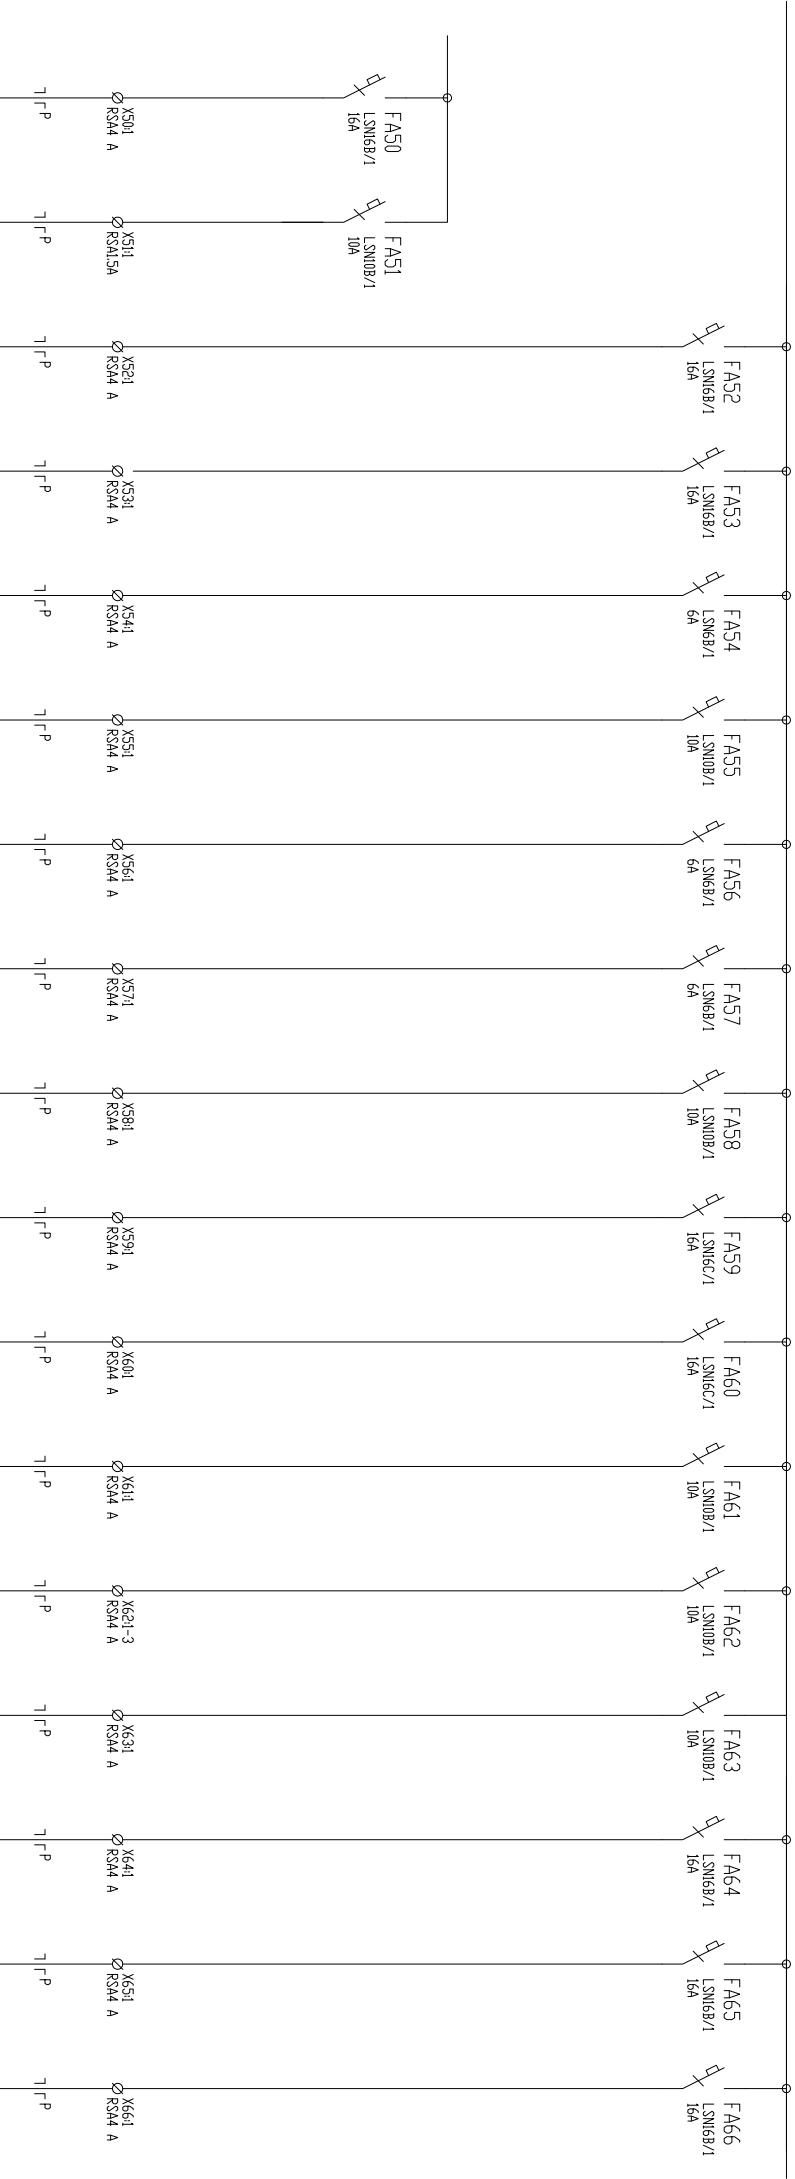 FA50
LSN16B/1
16A
X50:1
RSA4 A
P
FA51
LSN10B/1
10A
X51:1
RSA1.5A
P
FA52
LSN16B/1
16A
X52:1
RSA4 A
P
FA53
LSN16B/1
16A
X53:1
RSA4 A
P
FA54
LSN6B/1
6A
X54:1
RSA4 A
P
FA55
LSN10B/1
10A
X55:1
RSA4 A
P
FA56
LSN6B/1
6A
X56:1
RSA4 A
P
FA57
LSN6B/1
6A
X57:1
RSA4 A
P
FA58
LSN10B/1
10A
X58:1
RSA4 A
P
FA59
LSN16C/1
16A
X59:1
RSA4 A
P
FA60
LSN16C/1
16A
X60:1
RSA4 A
P
FA61
LSN10B/1
10A
X61:1
RSA4 A
P
FA62
LSN10B/1
10A
X62:1-3
RSA4 A
P
FA63
LSN10B/1
10A
X63:1
RSA4 A
P
FA64
LSN16B/1
16A
X64:1
RSA4 A
P
FA65
LSN16B/1
16A
X65:1
RSA4 A
P
FA66
LSN16B/1
16A
X66:1
RSA4 A
P